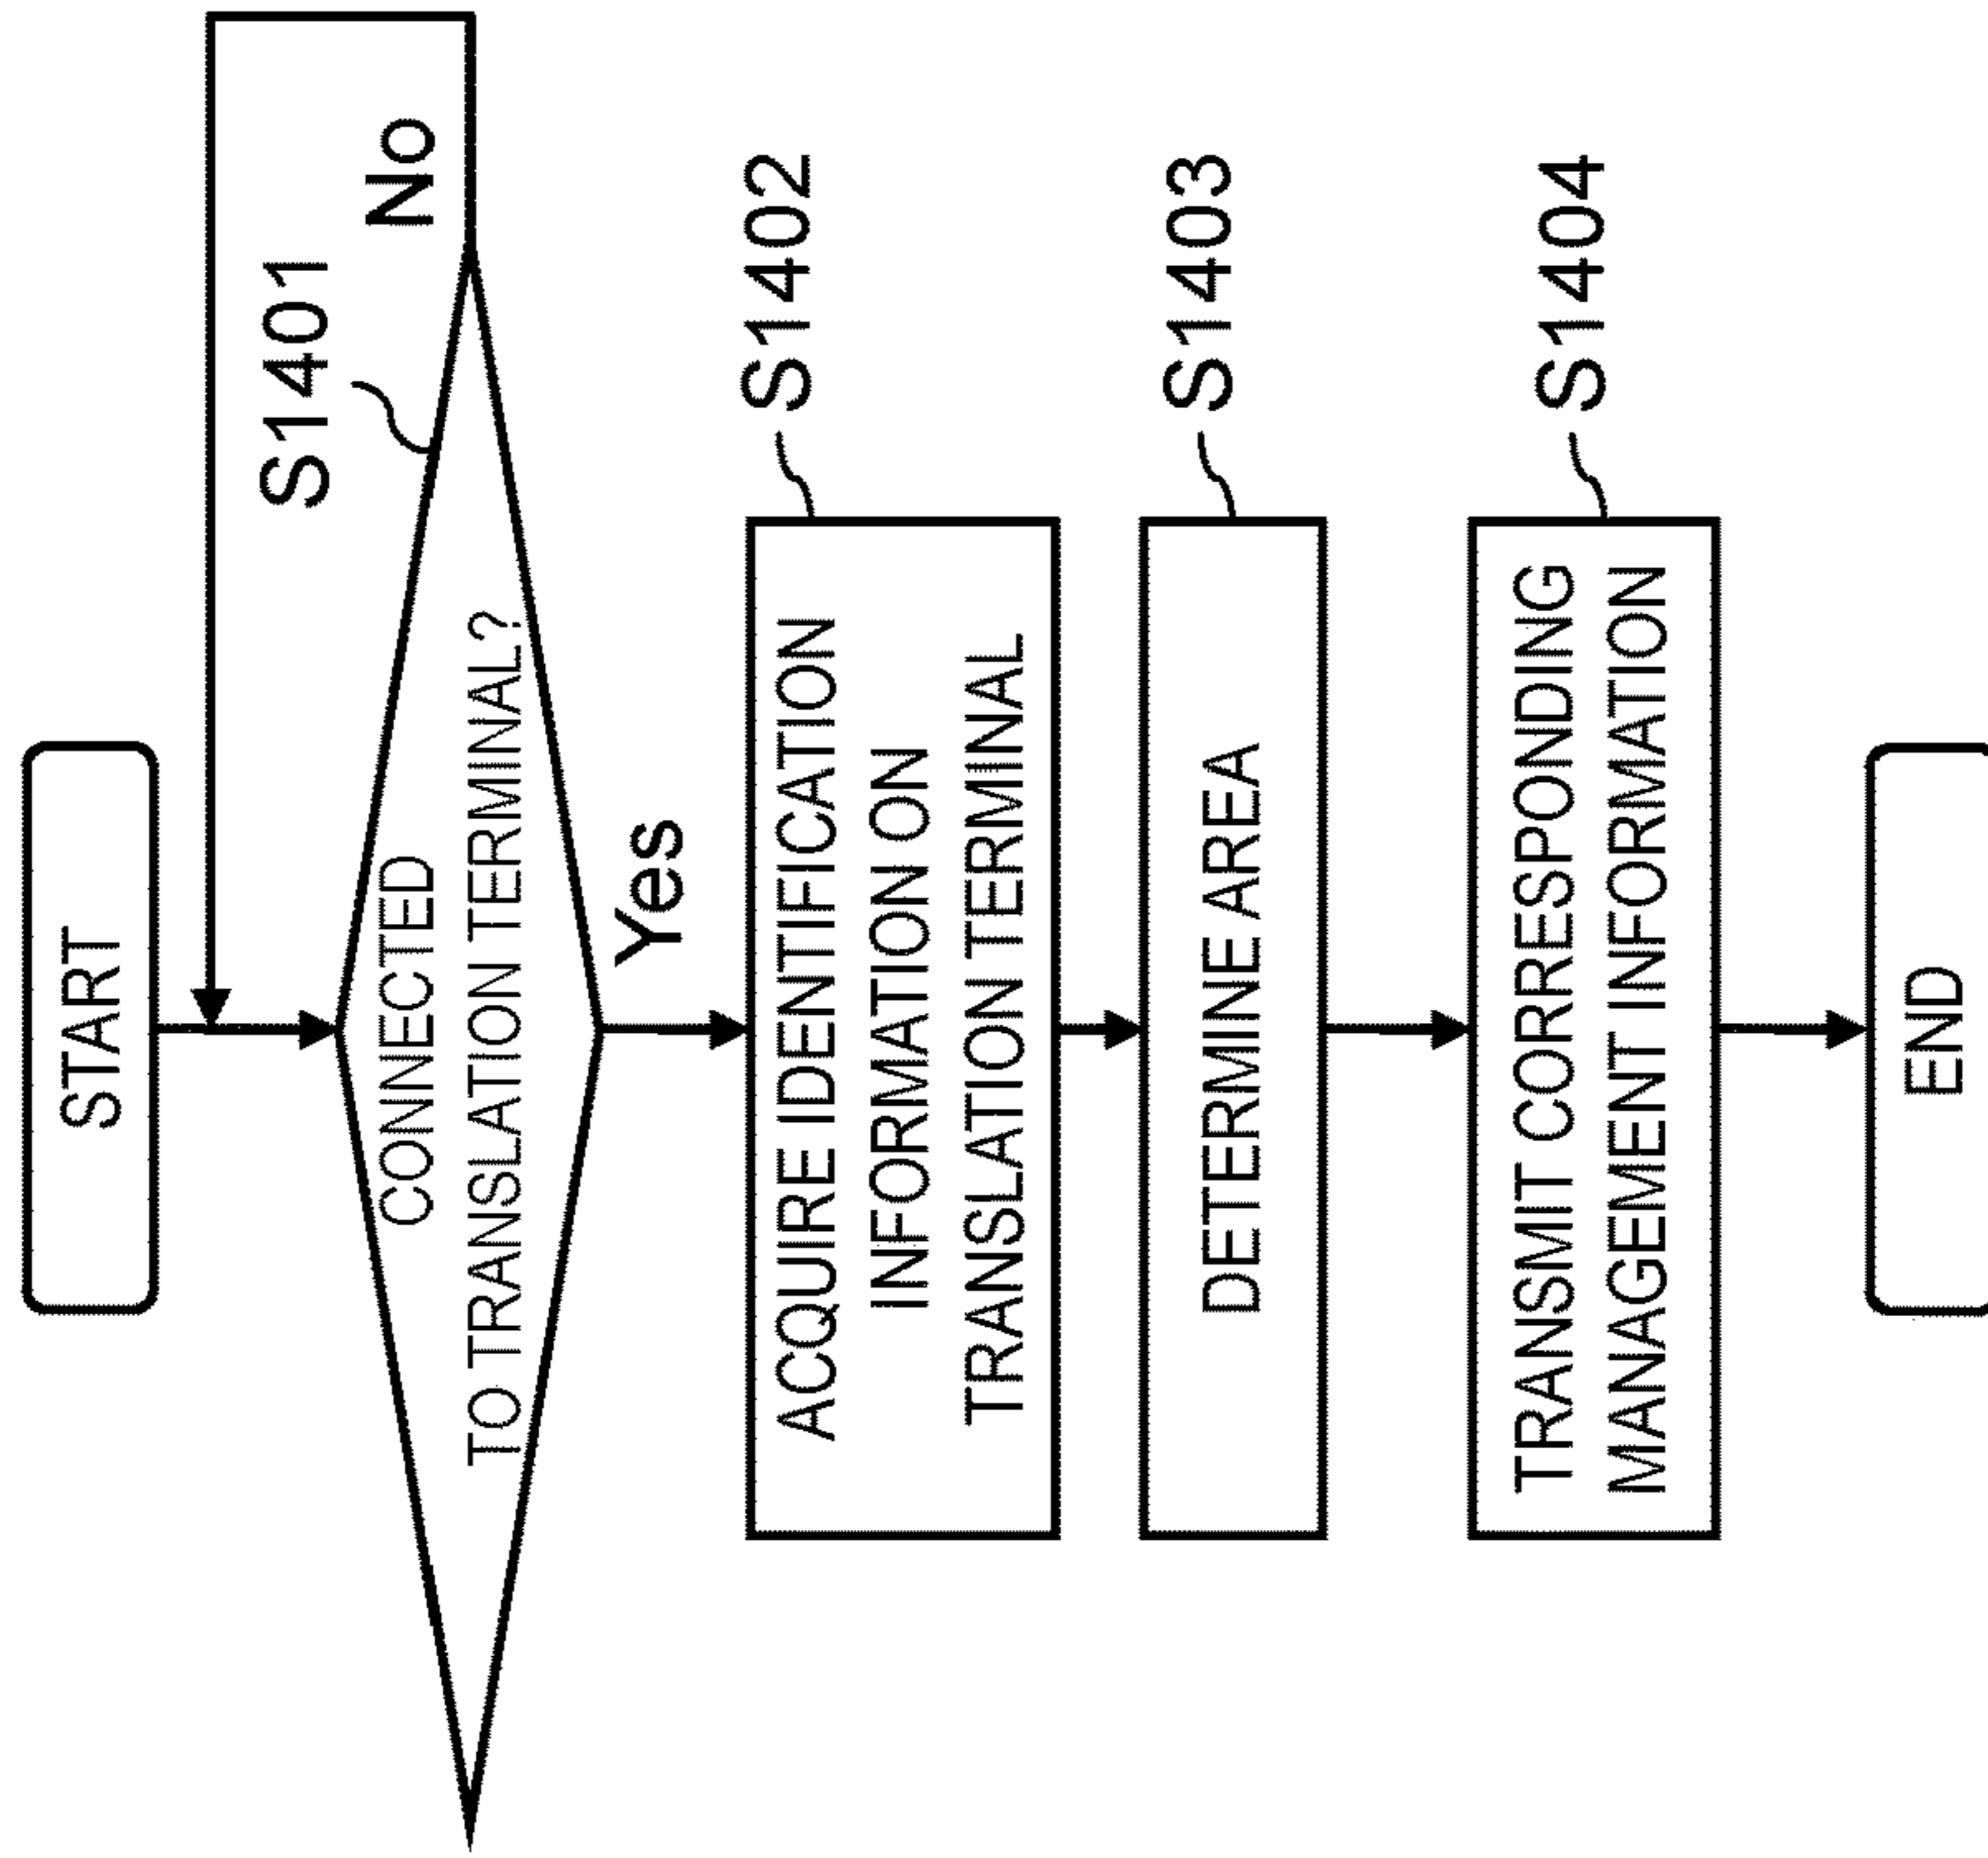 START
S1401
CONNECTED
TO TRANSLATION TERMINAL?
No
Yes
S1402
ACQUIRE IDENTIFICATION
INFORMATION ON
TRANSLATION TERMINAL
S1403
DETERMINE AREA
S1404
TRANSMIT CORRESPONDING
MANAGEMENT INFORMATION
END